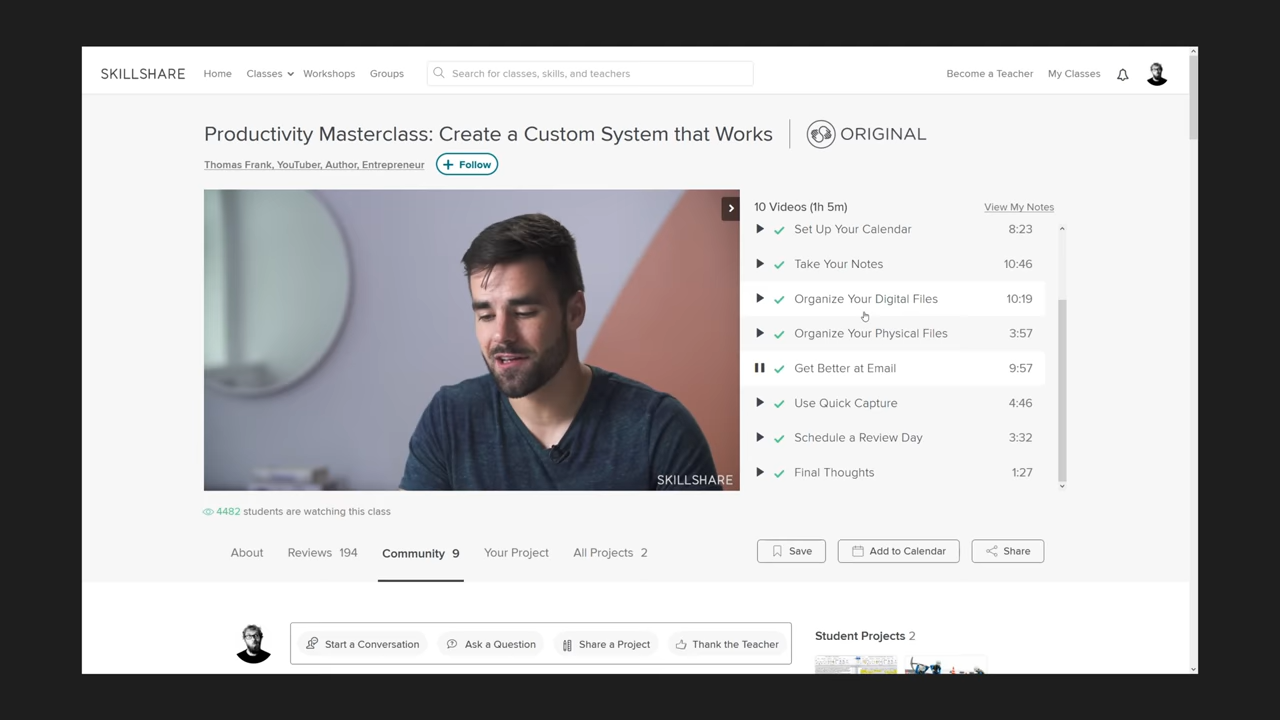 SKILLSHARE Home Classes Workshops Groups Search for classes, skills, and teachers Become a Teacher My Classes
Productivity Masterclass: Create a Custom System that Works ORIGINAL
Thomas Frank, YouTuber, Author, Entrepreneur + Follow
10 Videos (1h 5m) View My Notes
Set Up Your Calendar 8:23
Take Your Notes 10:46
Organize Your Digital Files 10:19
Organize Your Physical Files 3:57
Get Better at Email 9:57
Use Quick Capture 4:46
Schedule a Review Day 3:32
Final Thoughts 1:27
SKILLSHARE
4482 students are watching this class
About Reviews 194 Community 9 Your Project All Projects 2 Save Add to Calendar Share
Start a Conversation Ask a Question Share a Project Thank the Teacher
Student Projects 2